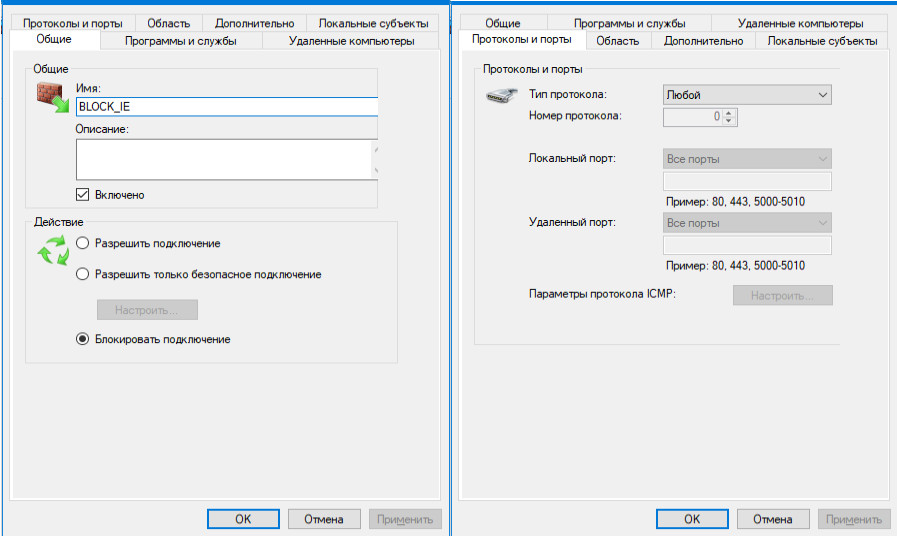 Протоколы и порты Область Дополнительно Локальные субъекты
Общие Программы и службы Удаленные компьютеры
Общие
Имя:
BLOCK_IE
Описание:
Включено
Действие
Разрешить подключение
Разрешить только безопасное подключение
Настроить...
Блокировать подключение
OK Отмена Применить
Общие Программы и службы Удаленные компьютеры
Протоколы и порты Область Дополнительно Локальные субъекты
Протоколы и порты
Тип протокола: Любой
Номер протокола: 0
Локальный порт: Все порты
Пример: 80, 443, 5000-5010
Удаленный порт: Все порты
Пример: 80, 443, 5000-5010
Параметры протокола ICMP: Настроить...
OK Отмена Применить